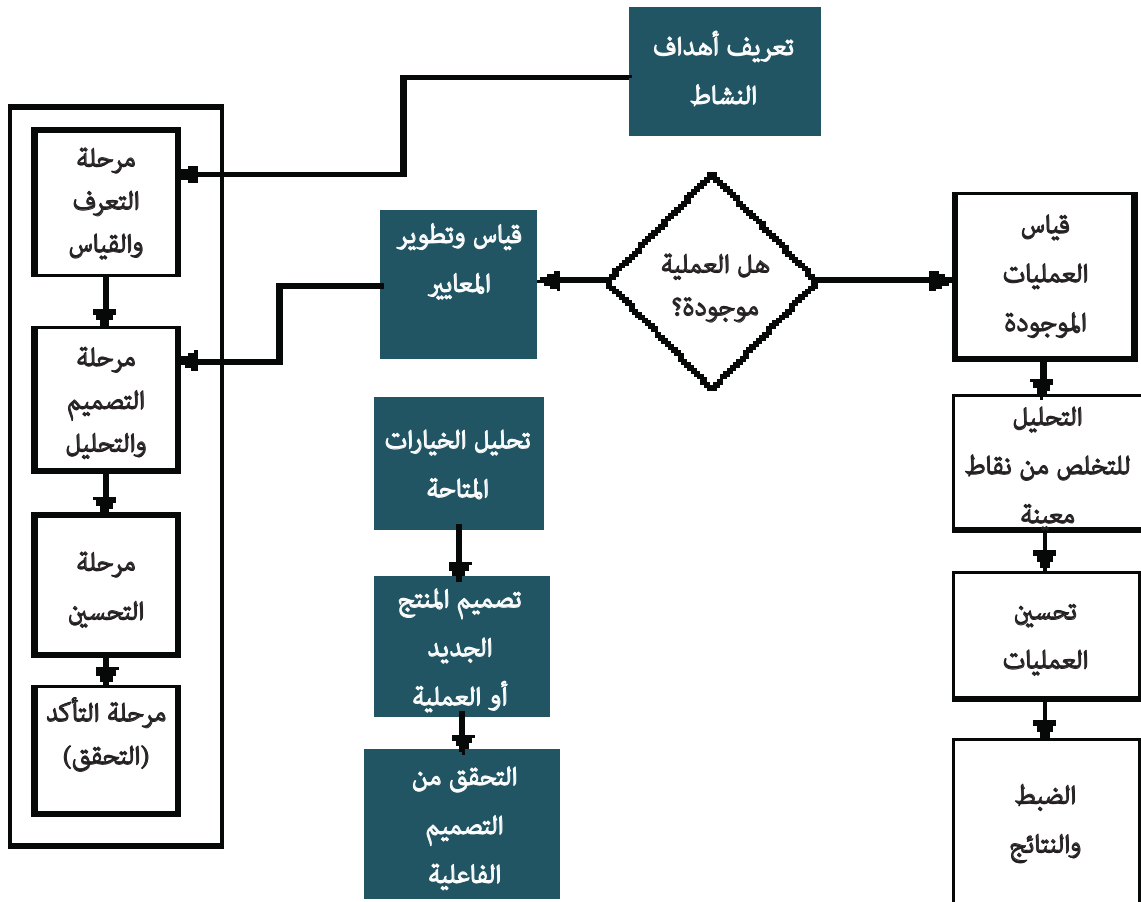 تعريف أهداف
النشاط
هل العملية
موجودة؟
قياس
العمليات
الموجودة
التحليل
للتخلص من نقاط
معينة
تحسين
العمليات
الضبط
والنتائج
قياس وتطوير
المعايير
تحليل الخيارات
المتاحة
تصميم المنتج
الجديد
أو العملية
التحقق من
التصميم
الفاعلية
مرحلة
التعرف
والقياس
مرحلة
التصميم
والتحليل
مرحلة
التحسين
مرحلة التأكد
(التحقق)